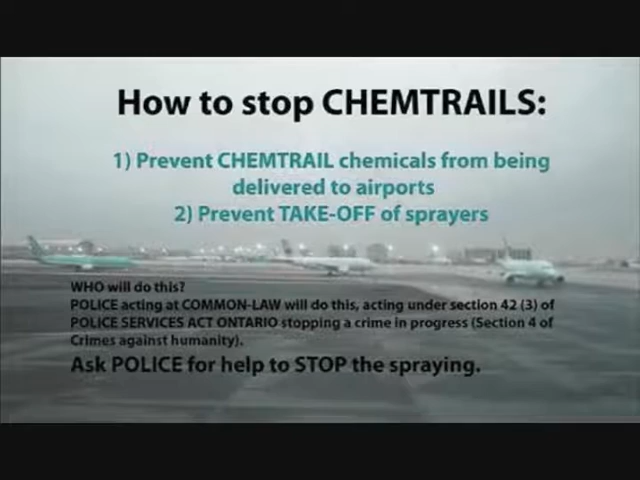 How to stop CHEMTRAILS:
1) Prevent CHEMTRAIL chemicals from being
delivered to airports
2) Prevent TAKE-OFF of sprayers
WHO will do this?
POLICE acting at COMMON-LAW will do this, acting under section 42 (3) of
POLICE SERVICES ACT ONTARIO stopping a crime in progress (Section 4 of
Crimes against humanity).
Ask POLICE for help to STOP the spraying.